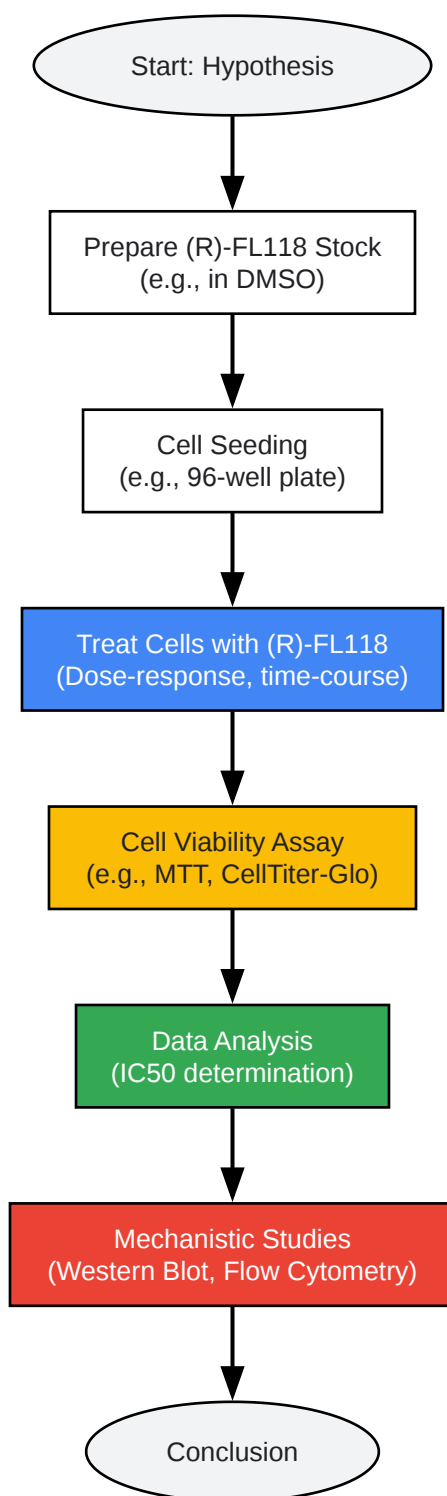 Start: Hypothesis
Prepare (R)-FL118 Stock
(e.g., in DMSO)
Cell Seeding
(e.g., 96-well plate)
Treat Cells with (R)-FL118
(Dose-response, time-course)
Cell Viability Assay
(e.g., MTT, CellTiter-Glo)
Data Analysis
(IC50 determination)
Mechanistic Studies
(Western Blot, Flow Cytometry)
Conclusion